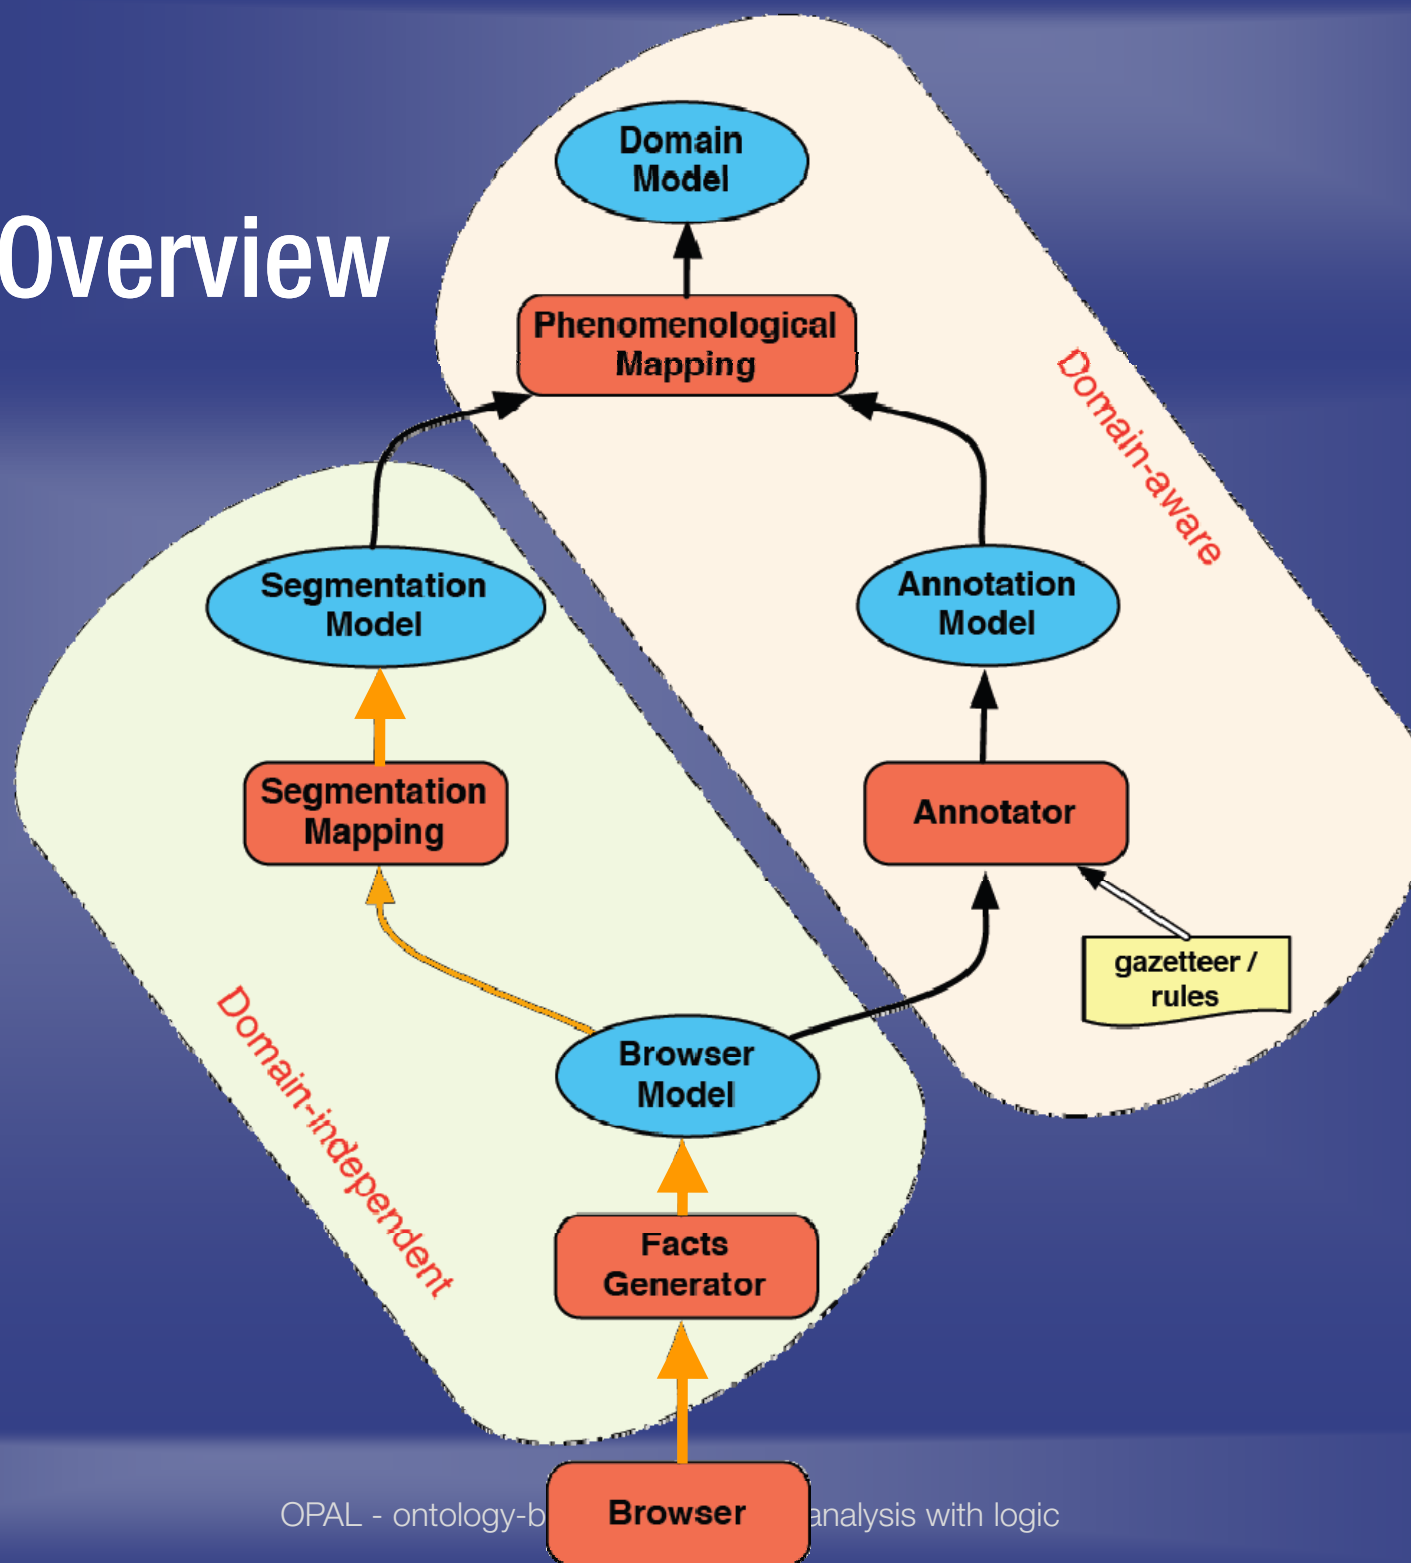 Domain
Model
Overview
Phenomenological
Mapping
Domain-aware
Segmentation
Model
Annotation
Model
Segmentation
Mapping
Annotator
gazetteer /
rules
Domain-independent
Browser
Model
Facts
Generator
Browser
OPAL - ontology-b analysis with logic